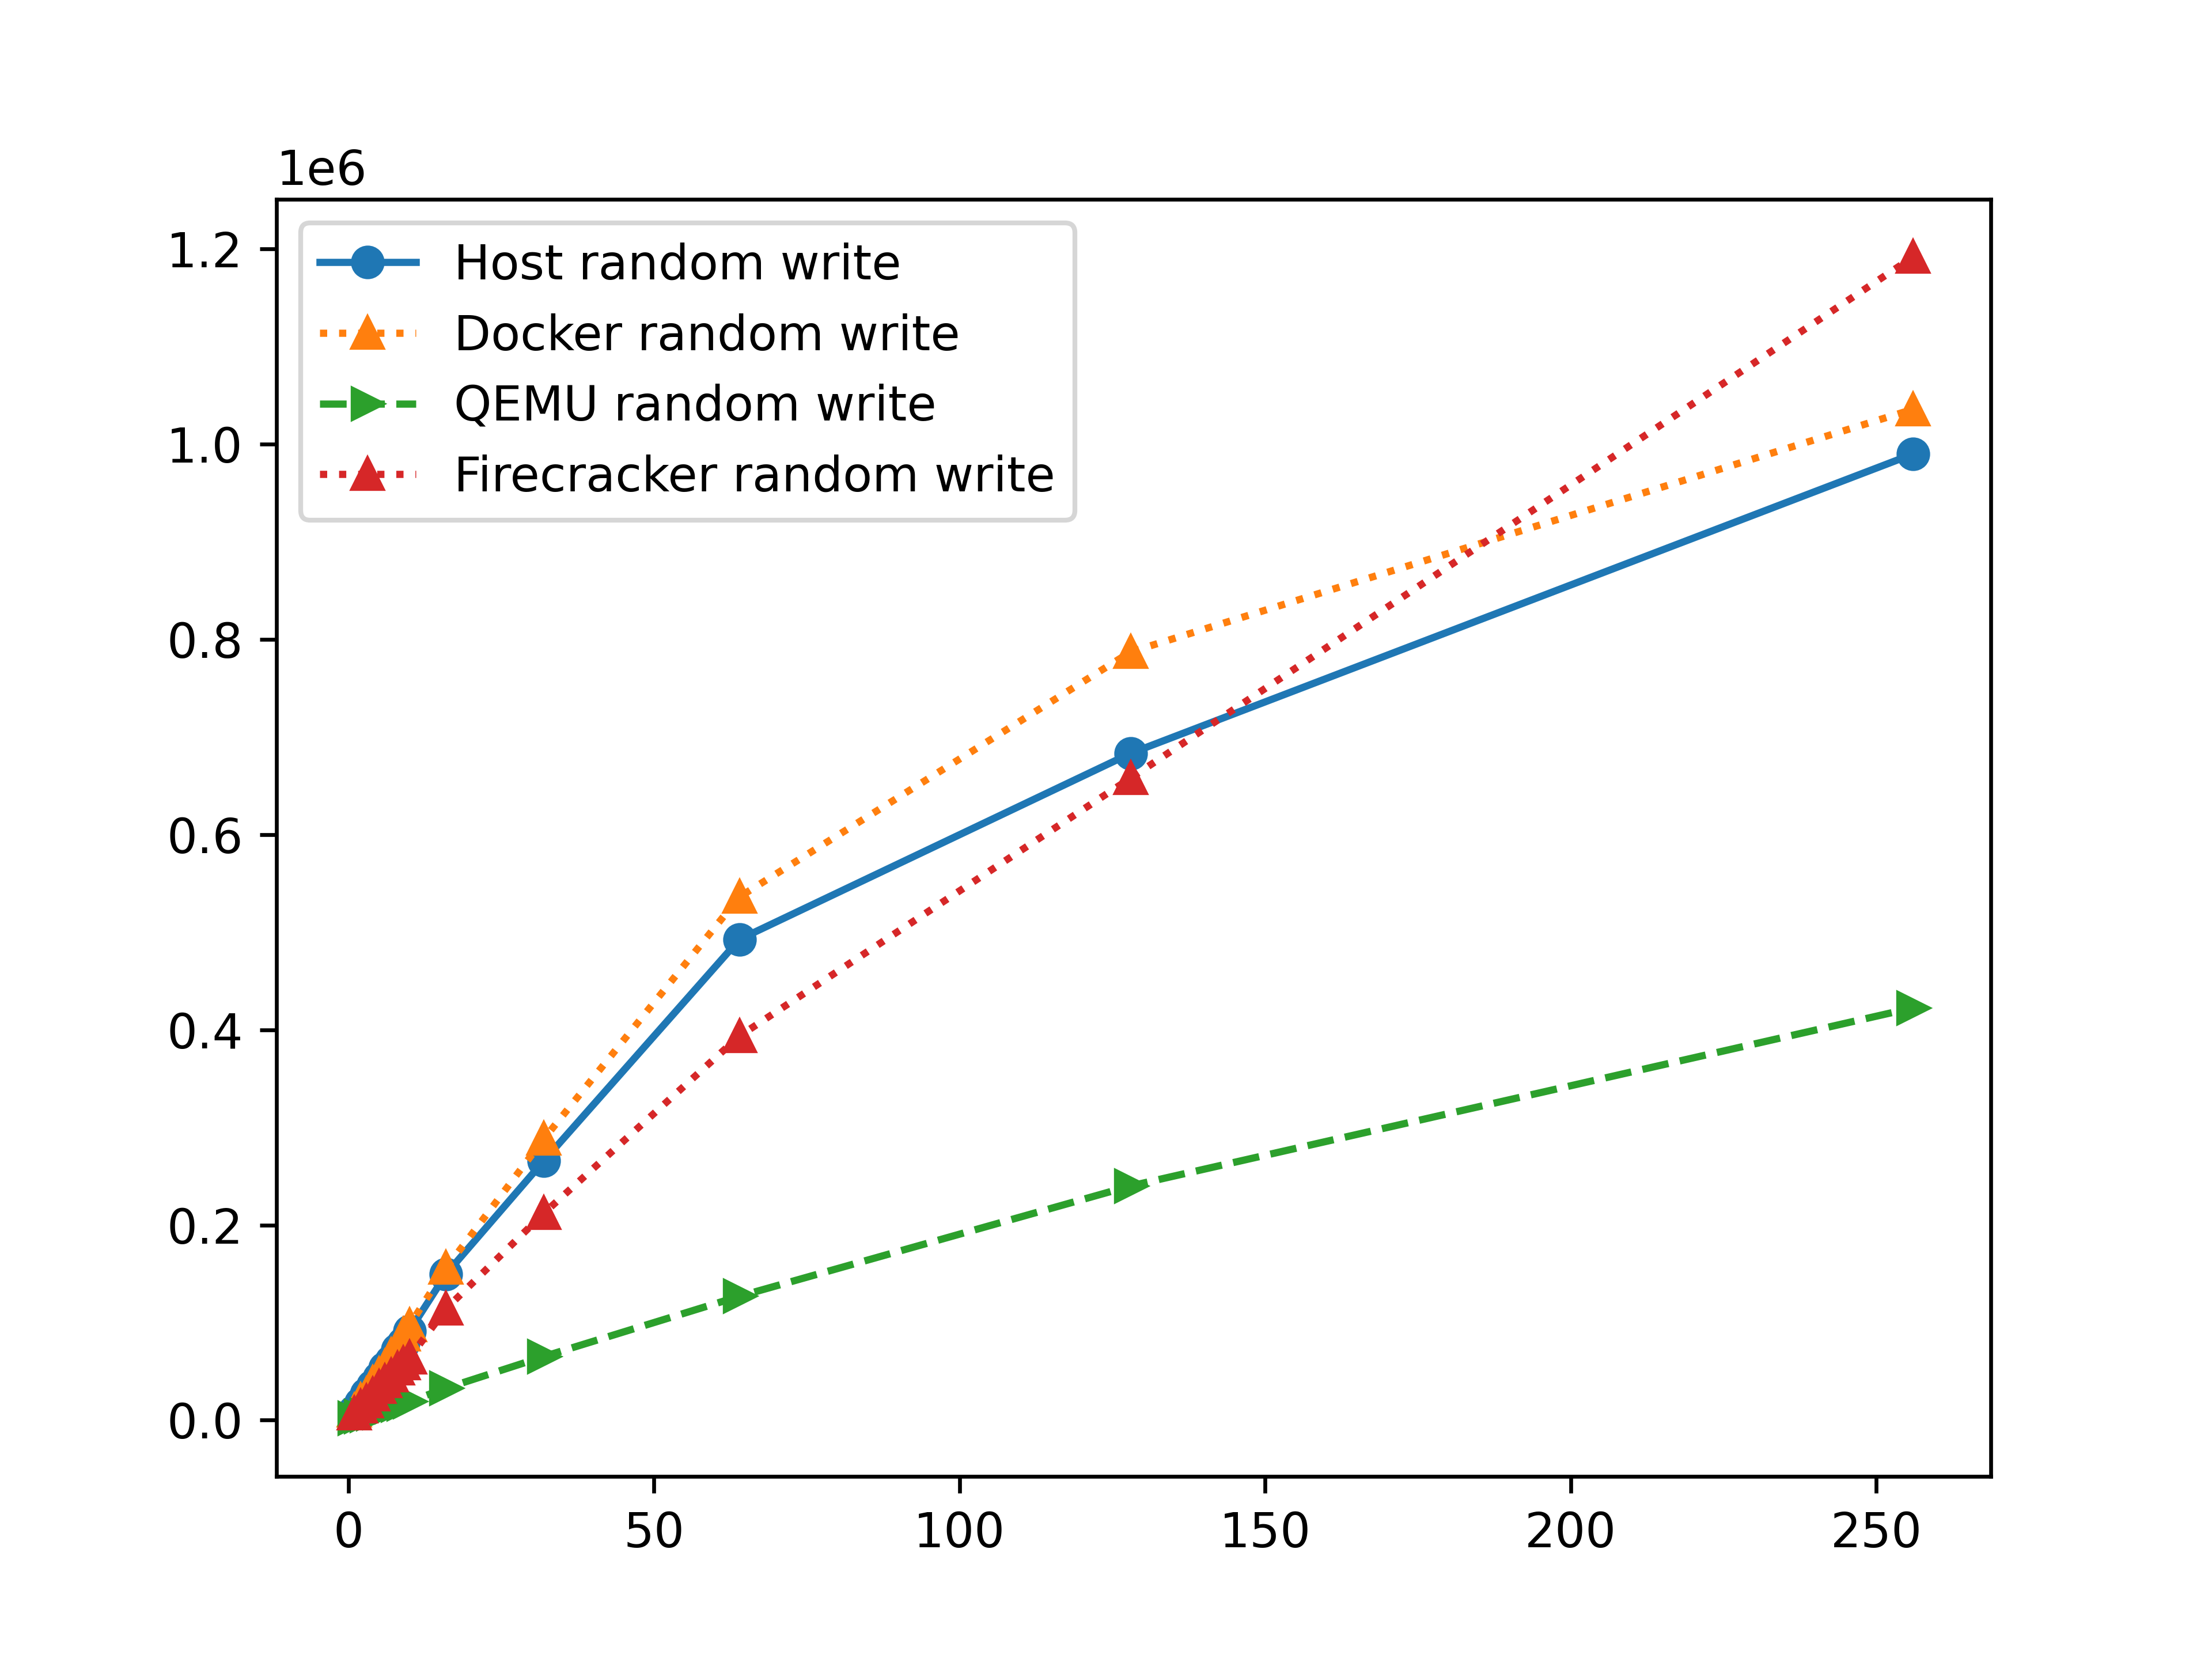 1e6
1.2
1.0
0.8
0.6
0.4
0.2
0.0
Host random write
Docker random write
QEMU random write
Firecracker random write
0 50 100 150 200 250